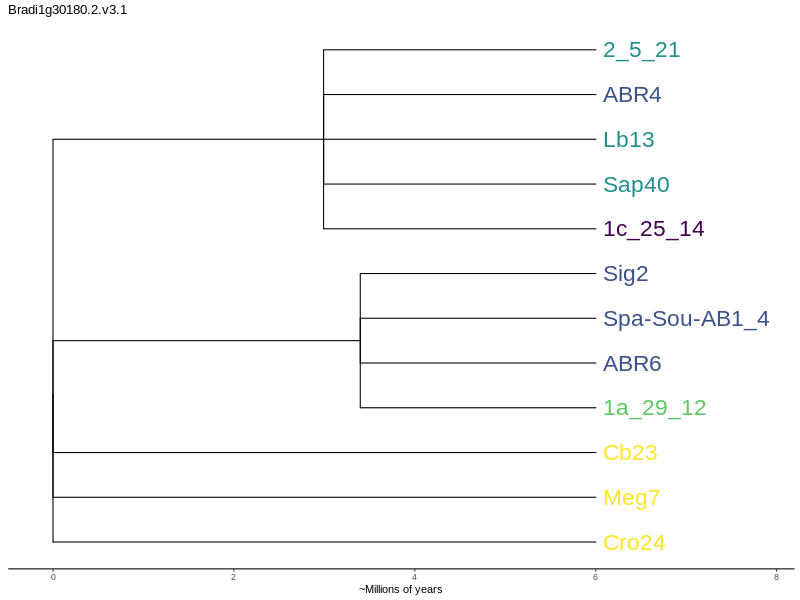 Bradi1g30180.2.v3.1
2_5_21
ABR4
Lb13
Sap40
1c_25_14
Sig2
Spa-Sou-AB1_4
ABR6
1a_29_12
Cb23
Meg7
Cro24
0 2 4 6 8
~Millions of years